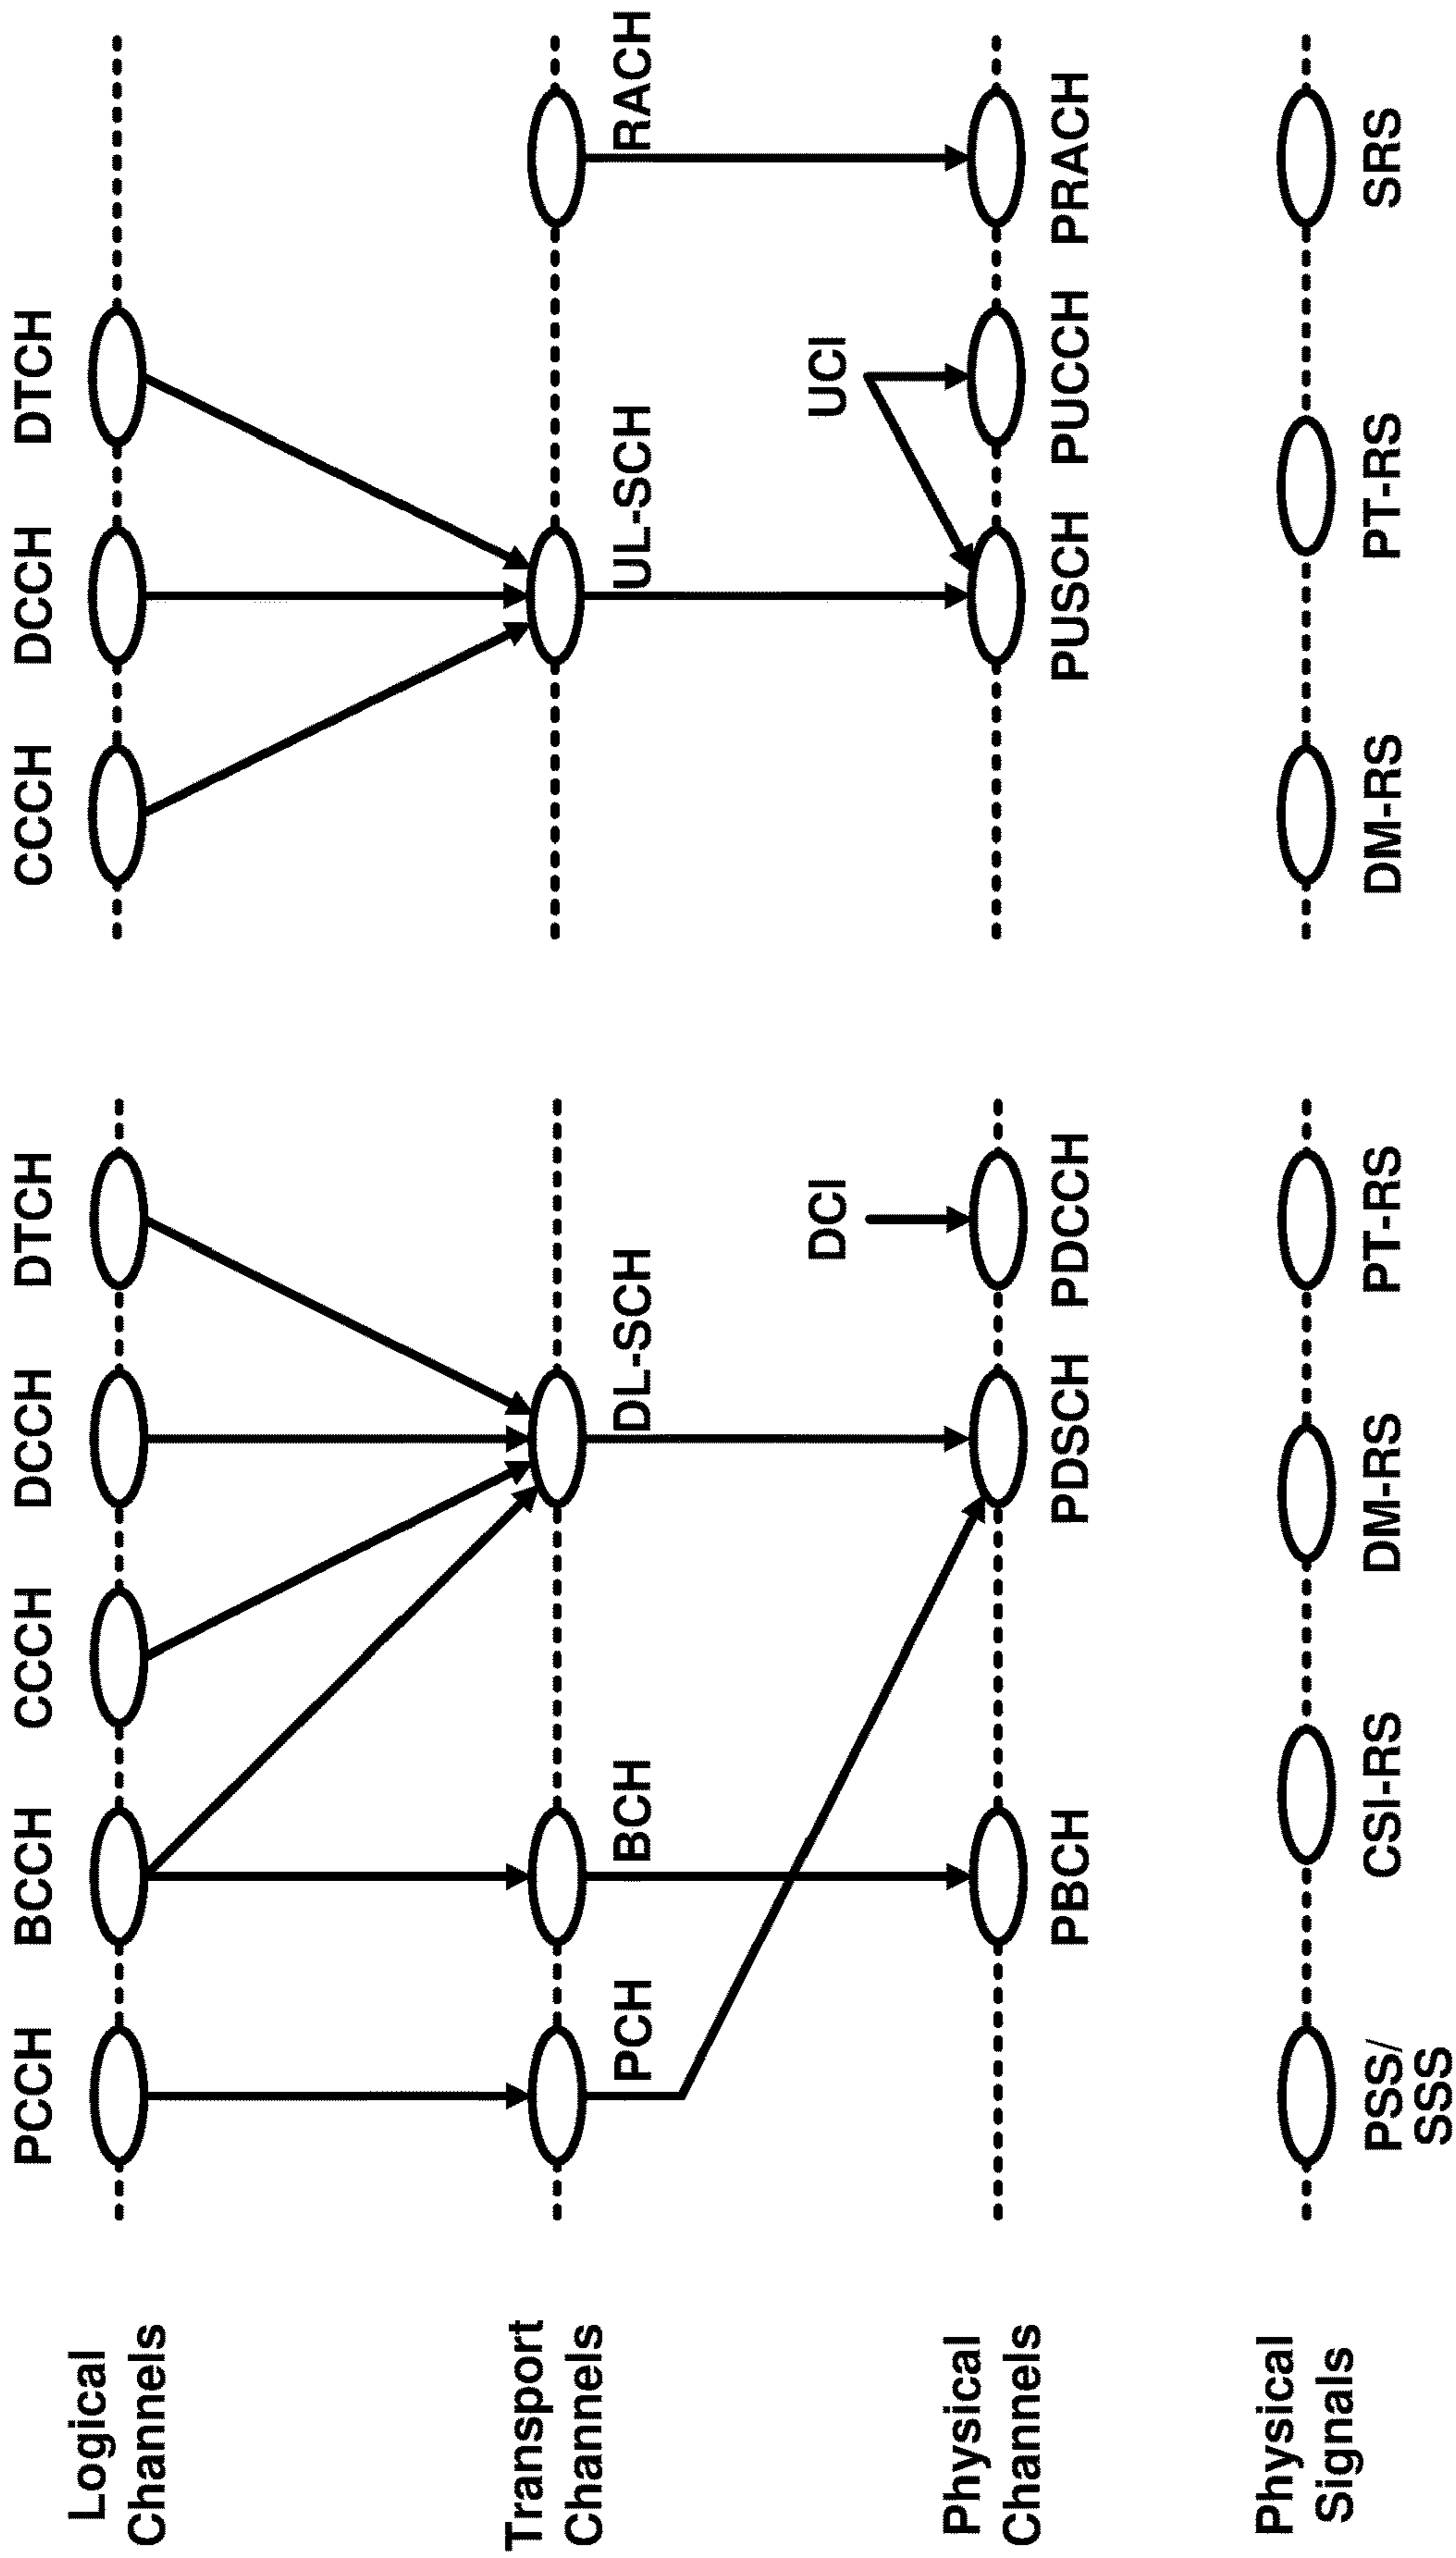 Logical
Channels
PCCH
BCCH
CCCH
DCCH
DTCH
CCCH
DCCH
DTCH
Transport
Channels
PCH
BCH
DL-SCH
UL-SCH
RACH
DCI
UCI
Physical
Channels
PBCH
PDSCH
PDCCH
PUSCH
PUCCH
PRACH
Physical
Signals
PSS/
SSS
CSI-RS
DM-RS
PT-RS
DM-RS
PT-RS
SRS